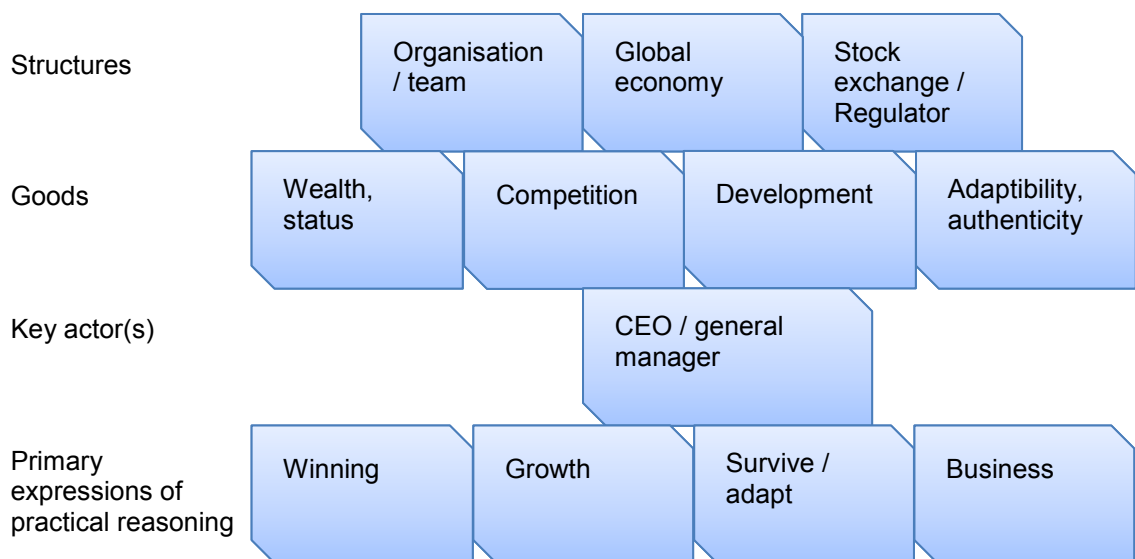 Structures
Organisation
/ team
Global
economy
Stock
exchange /
Regulator
Goods
Wealth,
status
Competition
Development
Adaptibility,
authenticity
Key actor(s)
CEO / general
manager
Primary
expressions of
practical reasoning
Winning
Growth
Survive /
adapt
Business